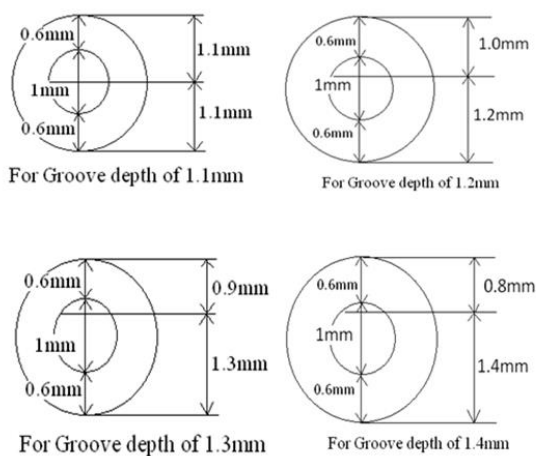 0.6mm
1.1mm
1mm
1.1mm
0.6mm
For Groove depth of 1.1mm
0.6mm
1.0mm
1mm
1.2mm
0.6mm
For Groove depth of 1.2mm
0.6mm
0.9mm
1mm
1.3mm
0.6mm
For Groove depth of 1.3mm
0.6mm
0.8mm
1mm
1.4mm
0.6mm
For Groove depth of 1.4mm